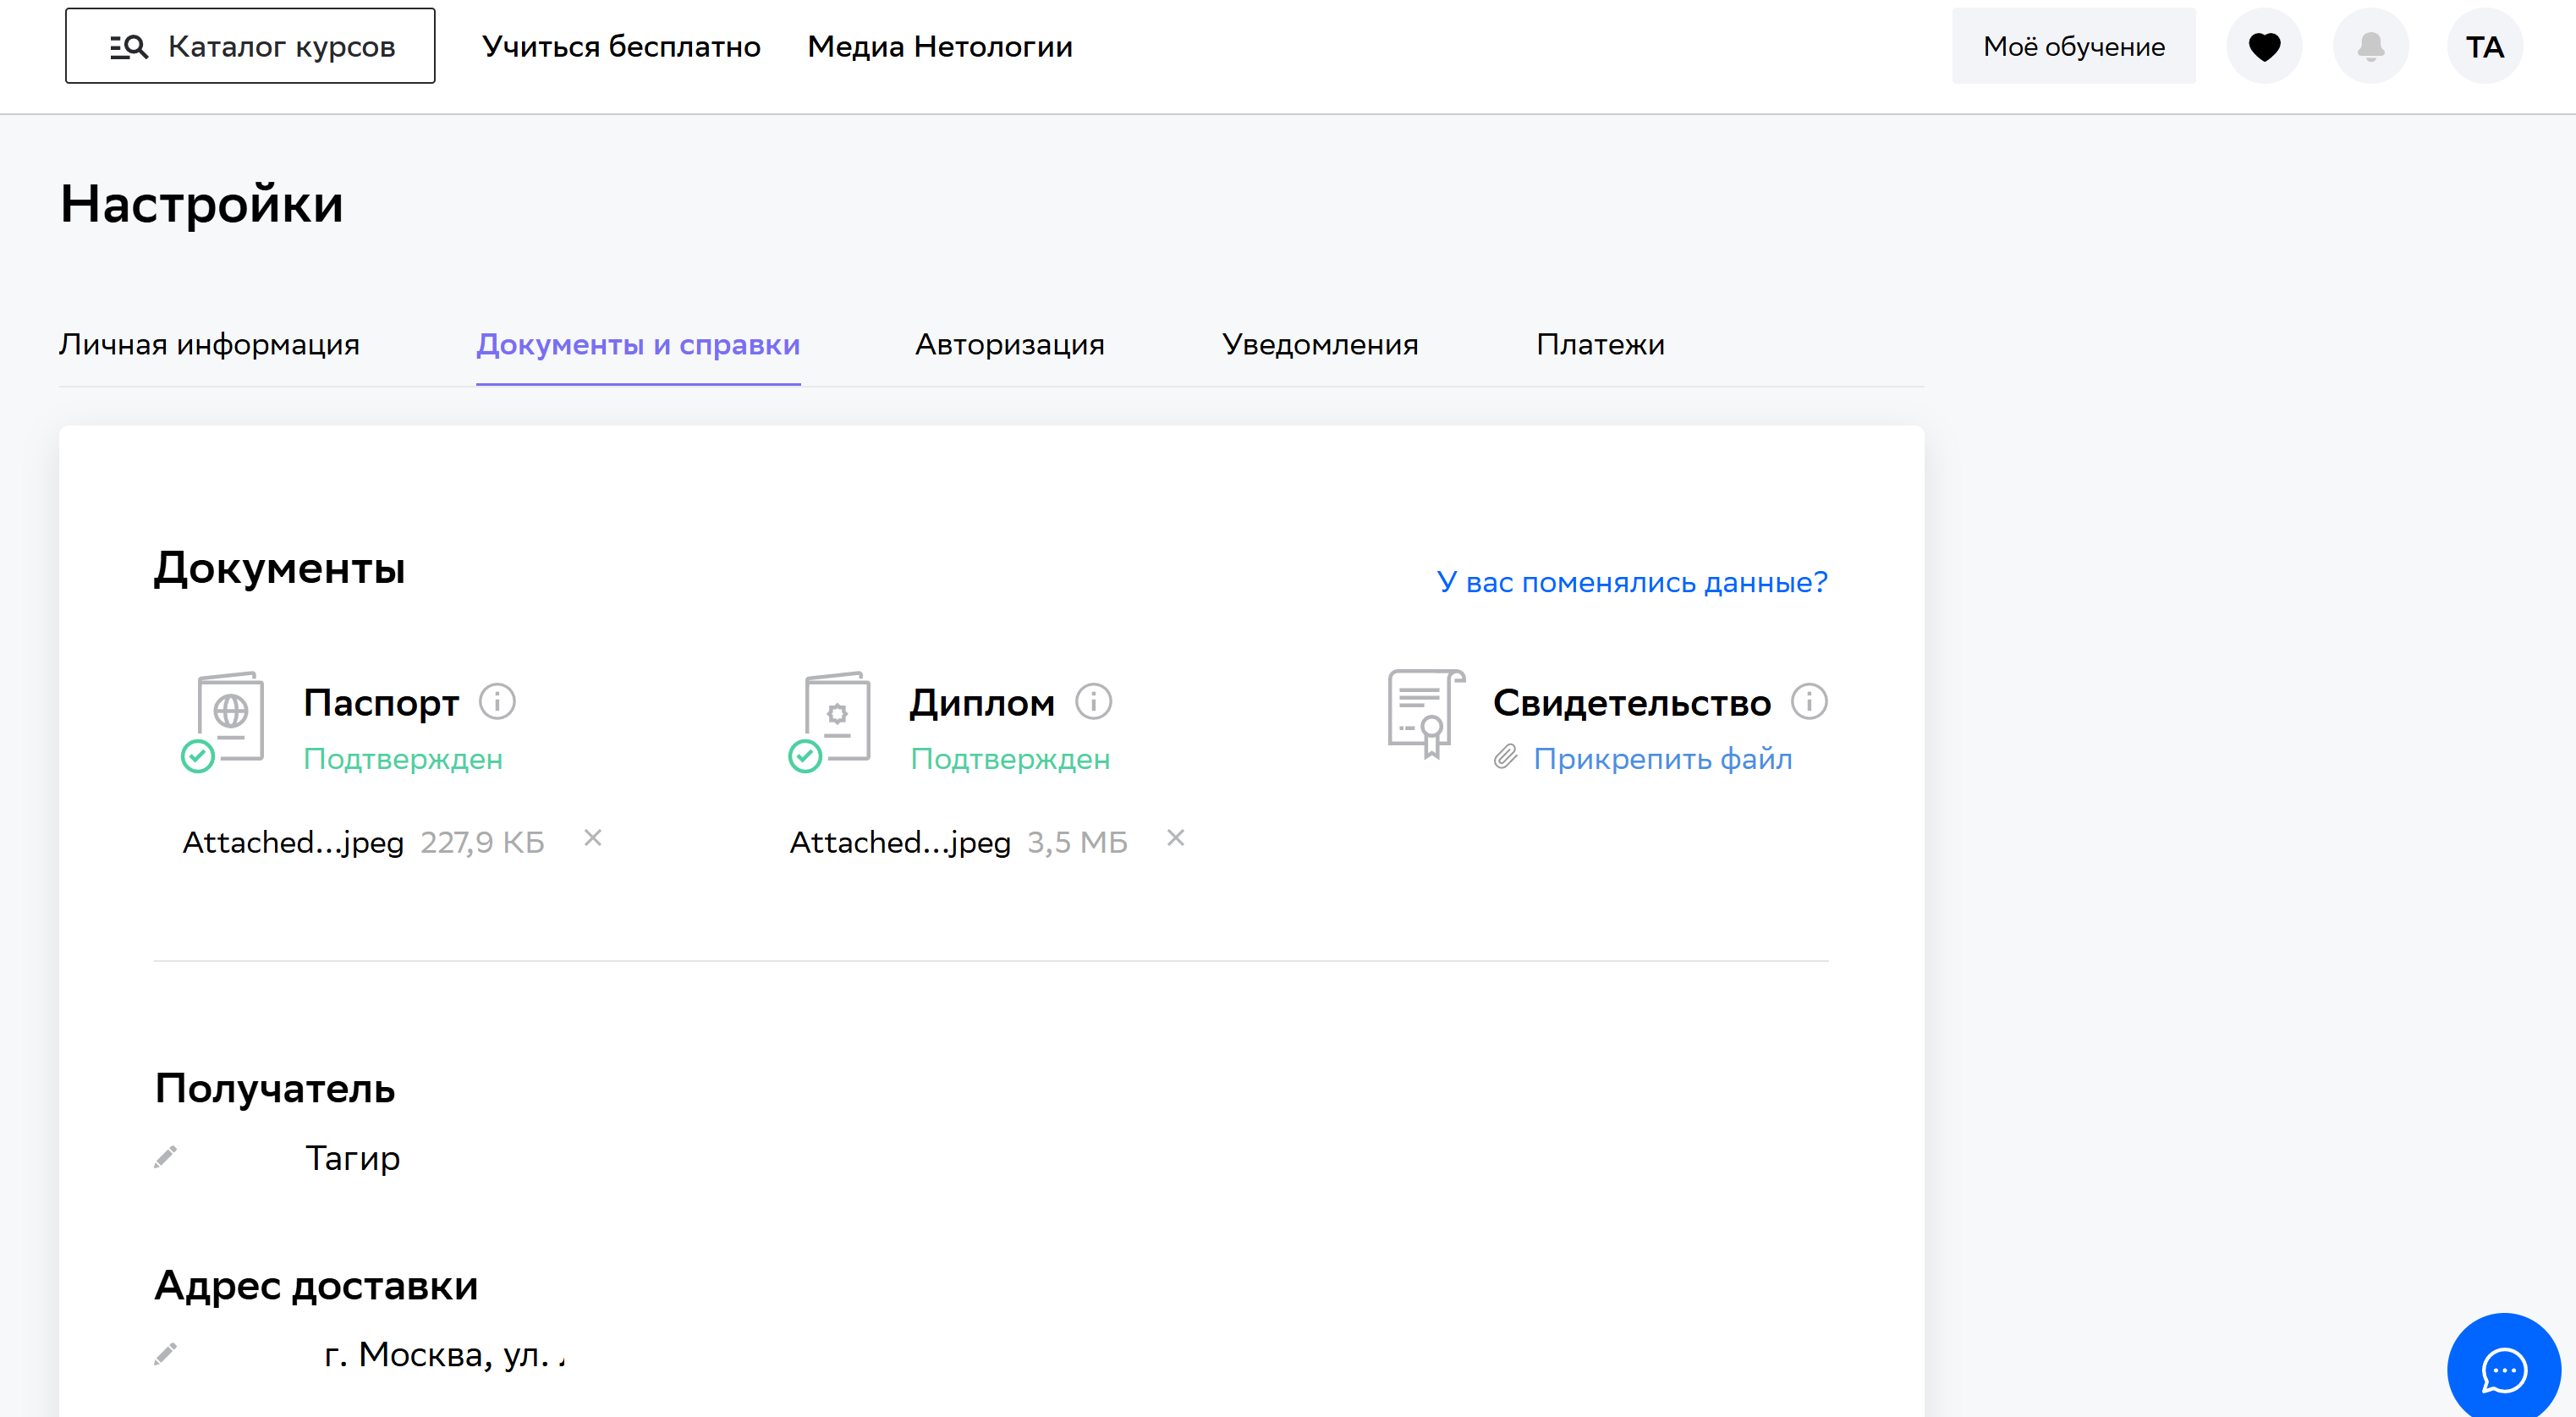 Каталог курсов Учиться бесплатно Медиа Нетологии Моё обучение ТА
Настройки
Личная информация Документы и справки Авторизация Уведомления Платежи
Документы
У вас поменялись данные?
Паспорт Диплом Свидетельство
Подтвержден Подтвержден Прикрепить файл
Attached...jpeg 227,9 КБ Attached...jpeg 3,5 МБ
Получатель
Тагир
Адрес доставки
г. Москва, ул.